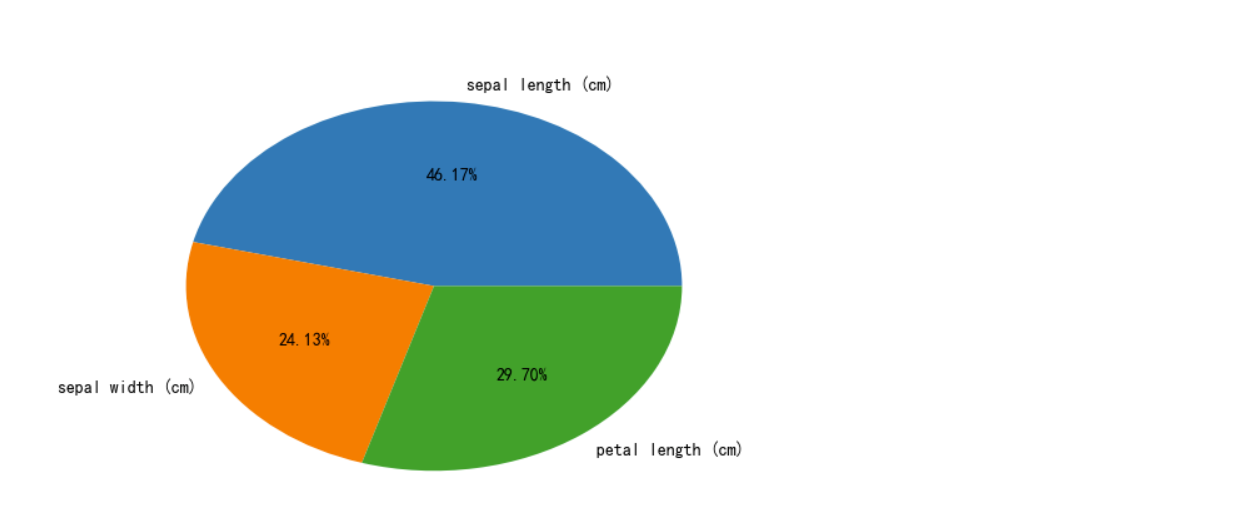 sepal length (cm)
46.17%
24.13%
29.70%
sepal width (cm)
petal length (cm)